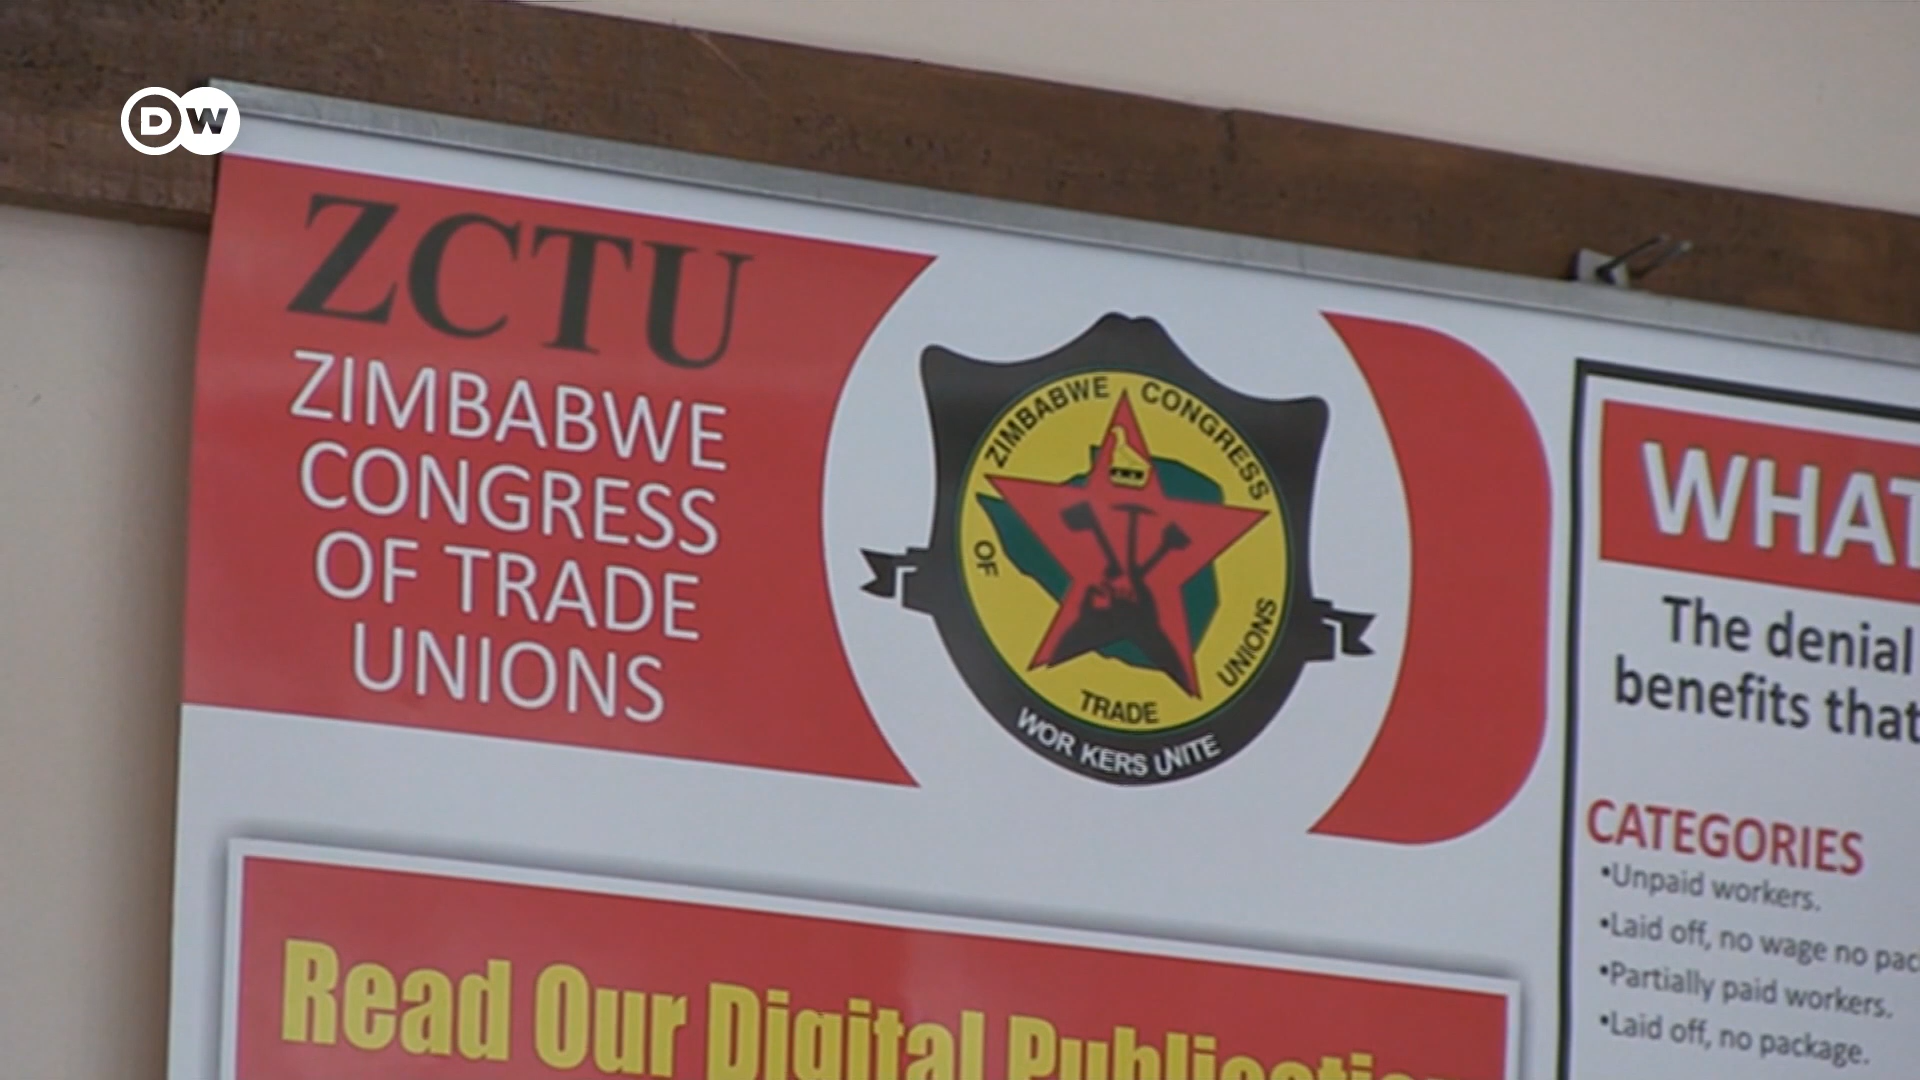 DW
ZCTU
ZIMBABWE
CONGRESS
OF TRADE
UNIONS
ZIMBABWE CONGRESS
OF TRADE UNIONS
WOR KERS UNITE
Read Our Digital
WHAT
The denial
benefits that
CATEGORIES
•Unpaid workers.
•Laid off, no wage no
•Partially paid workers.
•Laid off, no package.